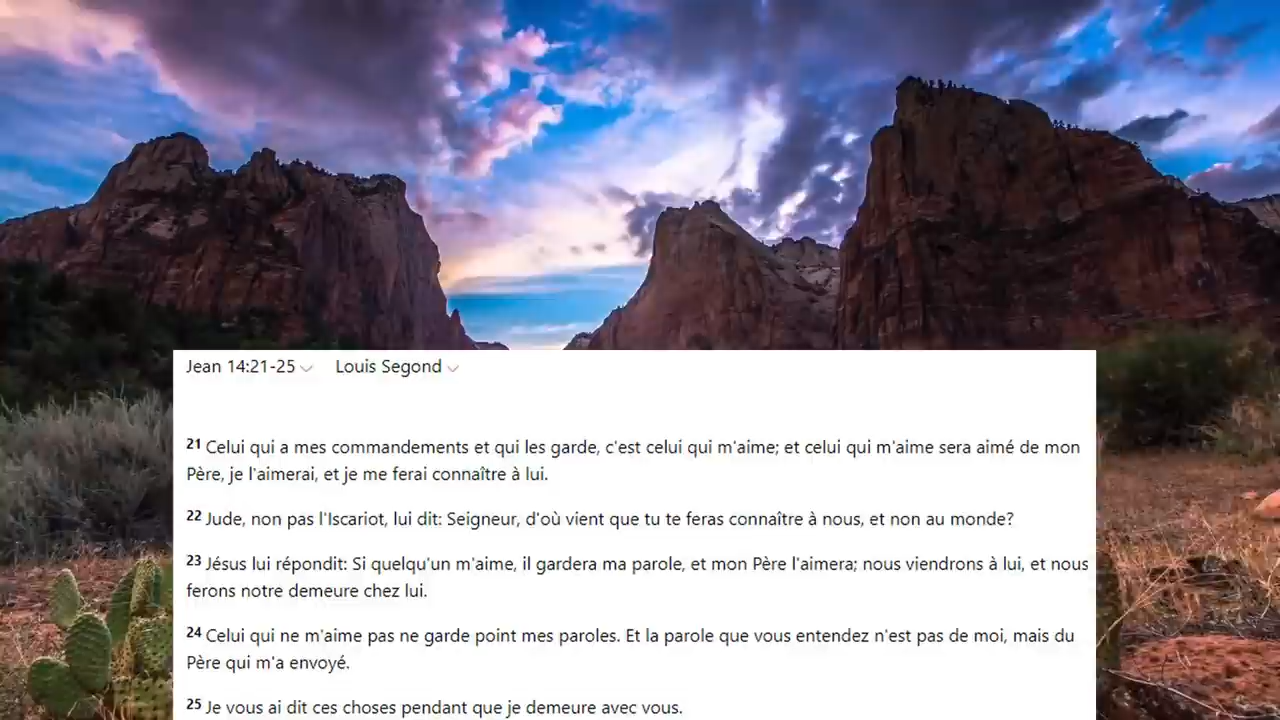 Jean 14:21-25 Louis Segond
21 Celui qui a mes commandements et qui les garde, c'est celui qui m'aime; et celui qui m'aime sera aimé de mon
Père, je l'aimerai, et je me ferai connaître à lui.
22 Jude, non pas l'Iscariot, lui dit: Seigneur, d'où vient que tu te feras connaître à nous, et non au monde?
23 Jésus lui répondit: Si quelqu'un m'aime, il gardera ma parole, et mon Père l'aimera; nous viendrons à lui, et nous
ferons notre demeure chez lui.
24 Celui qui ne m'aime pas ne garde point mes paroles. Et la parole que vous entendez n'est pas de moi, mais du
Père qui m'a envoyé.
25 Je vous ai dit ces choses pendant que je demeure avec vous.